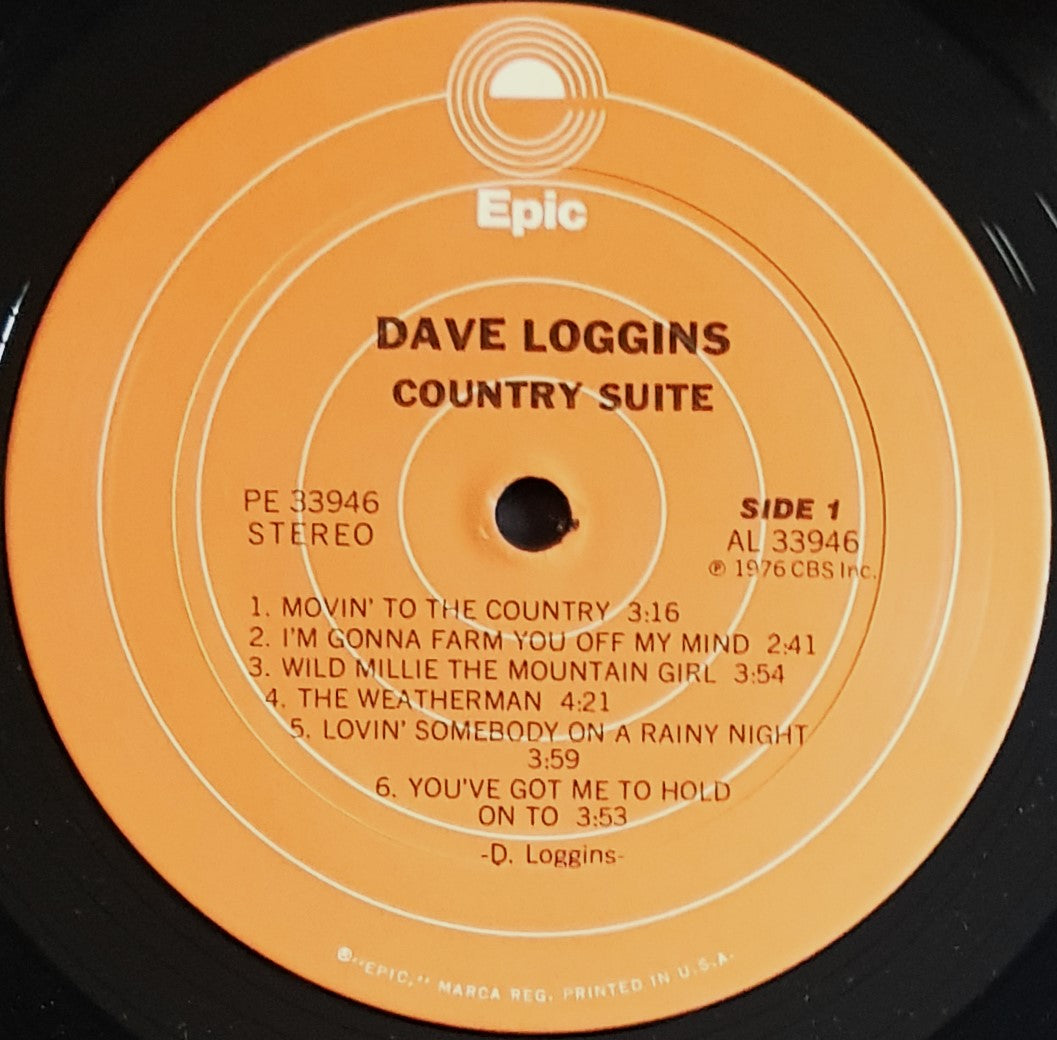 Epic
DAVE LOGGINS
COUNTRY SUITE
PE 33946
STEREO
SIDE 1
AL 33946
℗ 1976 CBS Inc.
1. MOVIN' TO THE COUNTRY 3:16
2. I'M GONNA FARM YOU OFF MY MIND 2:41
3. WILD MILLIE THE MOUNTAIN GIRL 3:54
4. THE WEATHERMAN 4:21
5. LOVIN' SOMEBODY ON A RAINY NIGHT
3:59
6. YOU'VE GOT ME TO HOLD
ON TO 3:53
-D. Loggins-
® "EPIC," MARCA REG. PRINTED IN U.S.A.